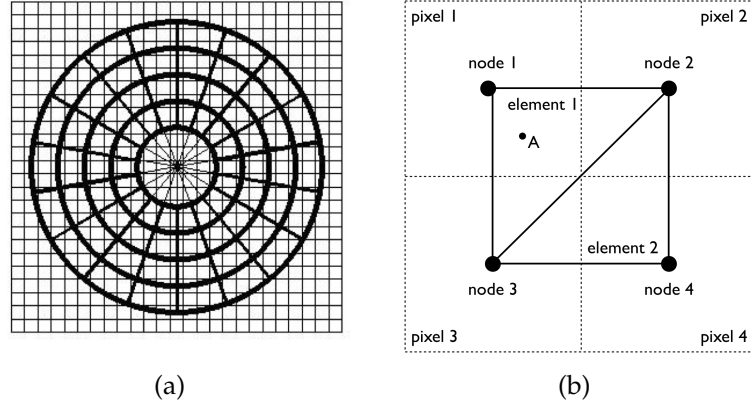 pixel 1 pixel 2
node 1 node 2
element 1
A
element 2
node 3 node 4
pixel 3 pixel 4
(a) (b)